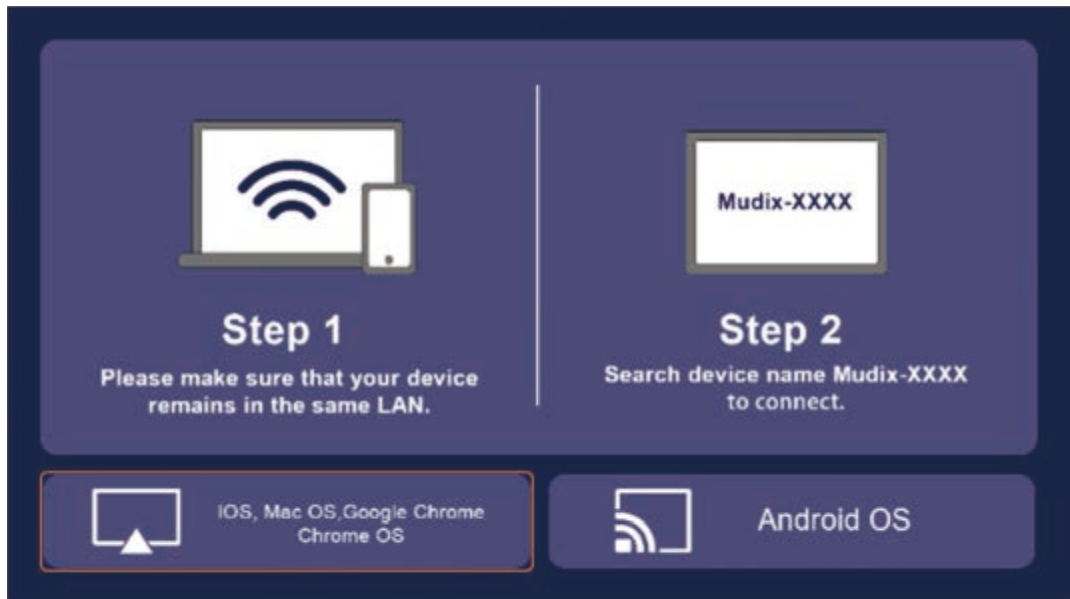 Mudix-XXXX
Step 1
Please make sure that your device
remains in the same LAN.
Step 2
Search device name Mudix-XXXX
to connect.
IOS, Mac OS,Google Chrome
Chrome OS
Android OS